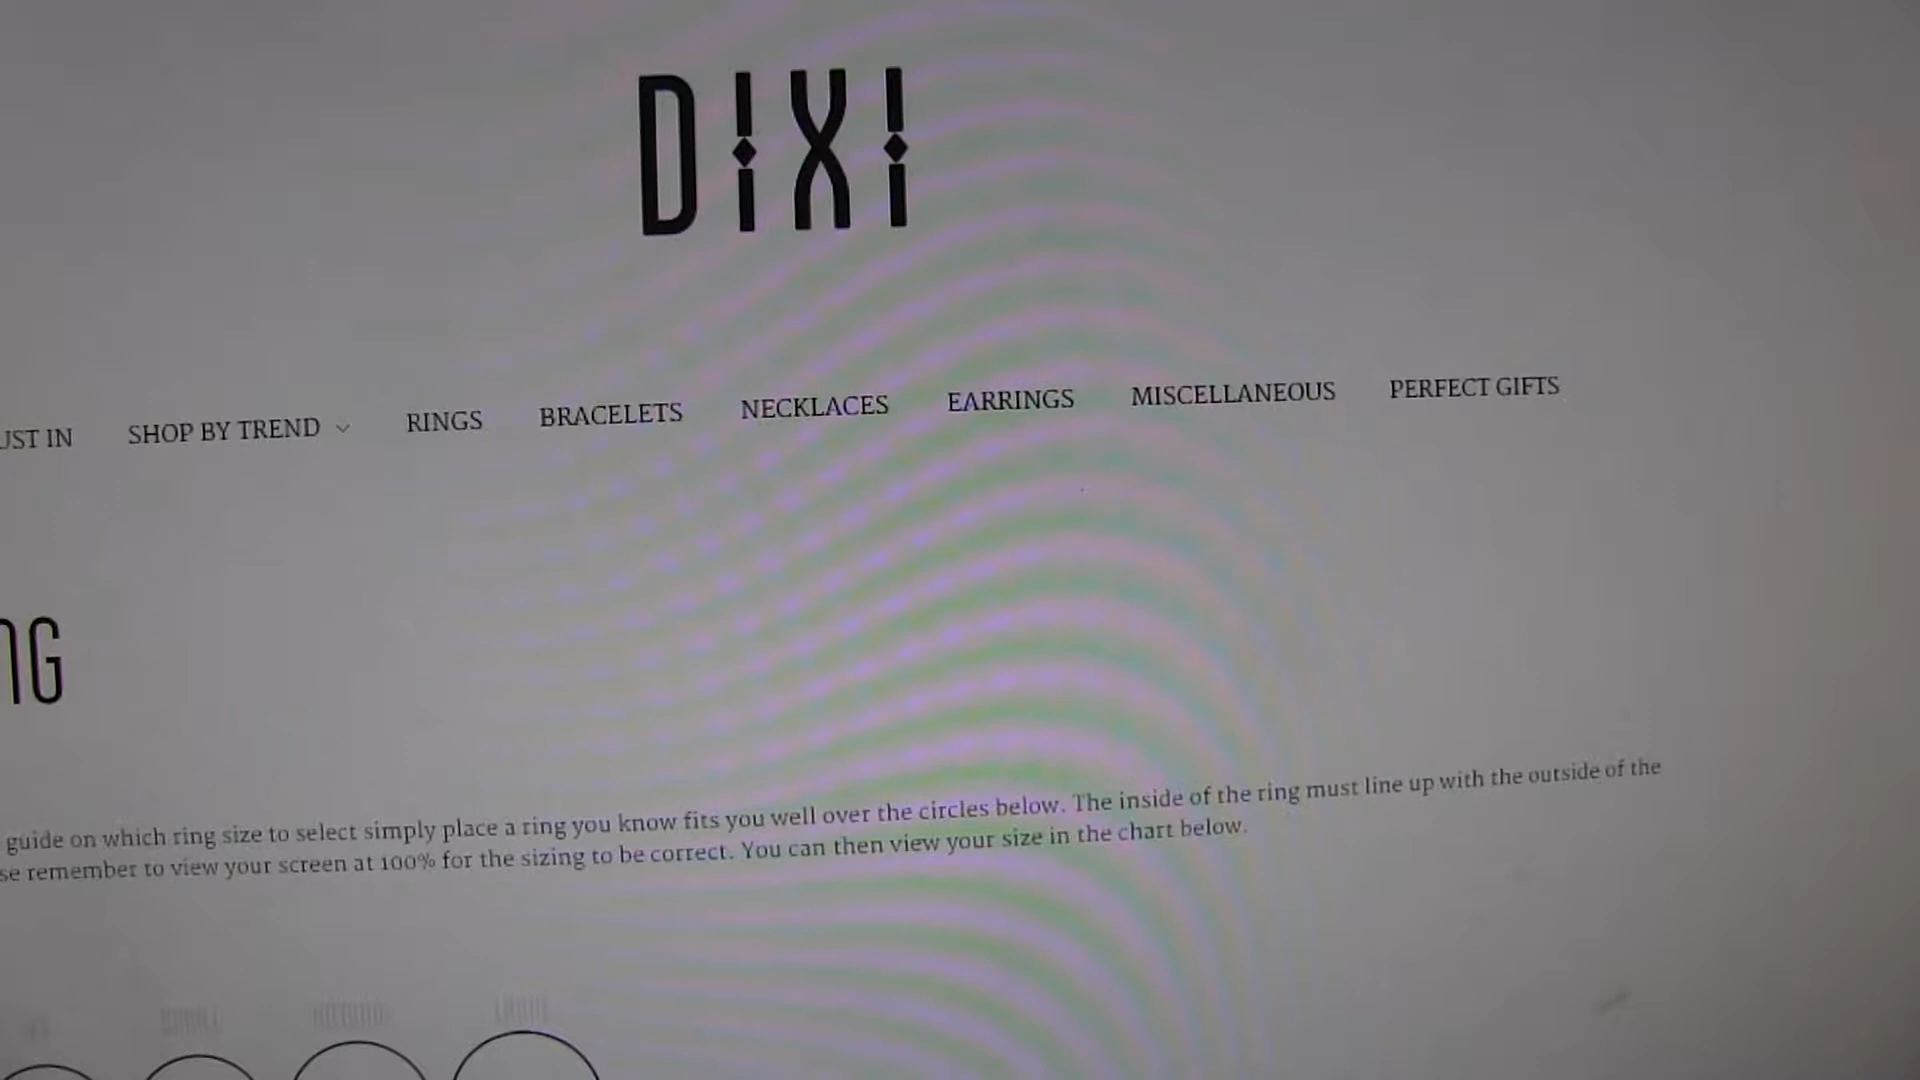 DIXI
UST IN SHOP BY TREND RINGS BRACELETS NECKLACES EARRINGS MISCELLANEOUS PERFECT GIFTS
NG
guide on which ring size to select simply place a ring you know fits you well over the circles below. The inside of the ring must line up with the outside of the
se remember to view your screen at 100% for the sizing to be correct. You can then view your size in the chart below.